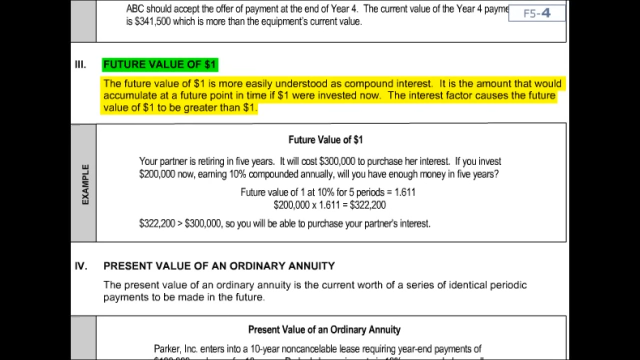 ABC should accept the offer of payment at the end of Year 4. The current value of the Year 4
F5-4
is $341,500 which is more than the equipment's current value.
III. FUTURE VALUE OF $1
The future value of $1 is more easily understood as compound interest. It is the amount that would
accumulate at a future point in time if $1 were invested now. The interest factor causes the future
value of $1 to be greater than $1.
EXAMPLE
Future Value of $1
Your partner is retiring in five years. It will cost $300,000 to purchase her interest. If you invest
$200,000 now, earning 10% compounded annually, will you have enough money in five years?
Future value of 1 at 10% for 5 periods = 1.611
$200,000 x 1.611 = $322,200
$322,200 > $300,000, so you will be able to purchase your partner's interest.
IV. PRESENT VALUE OF AN ORDINARY ANNUITY
The present value of an ordinary annuity is the current worth of a series of identical periodic
payments to be made in the future.
Present Value of an Ordinary Annuity
Parker, Inc. enters into a 10-year noncancelable lease requiring year-end payments of